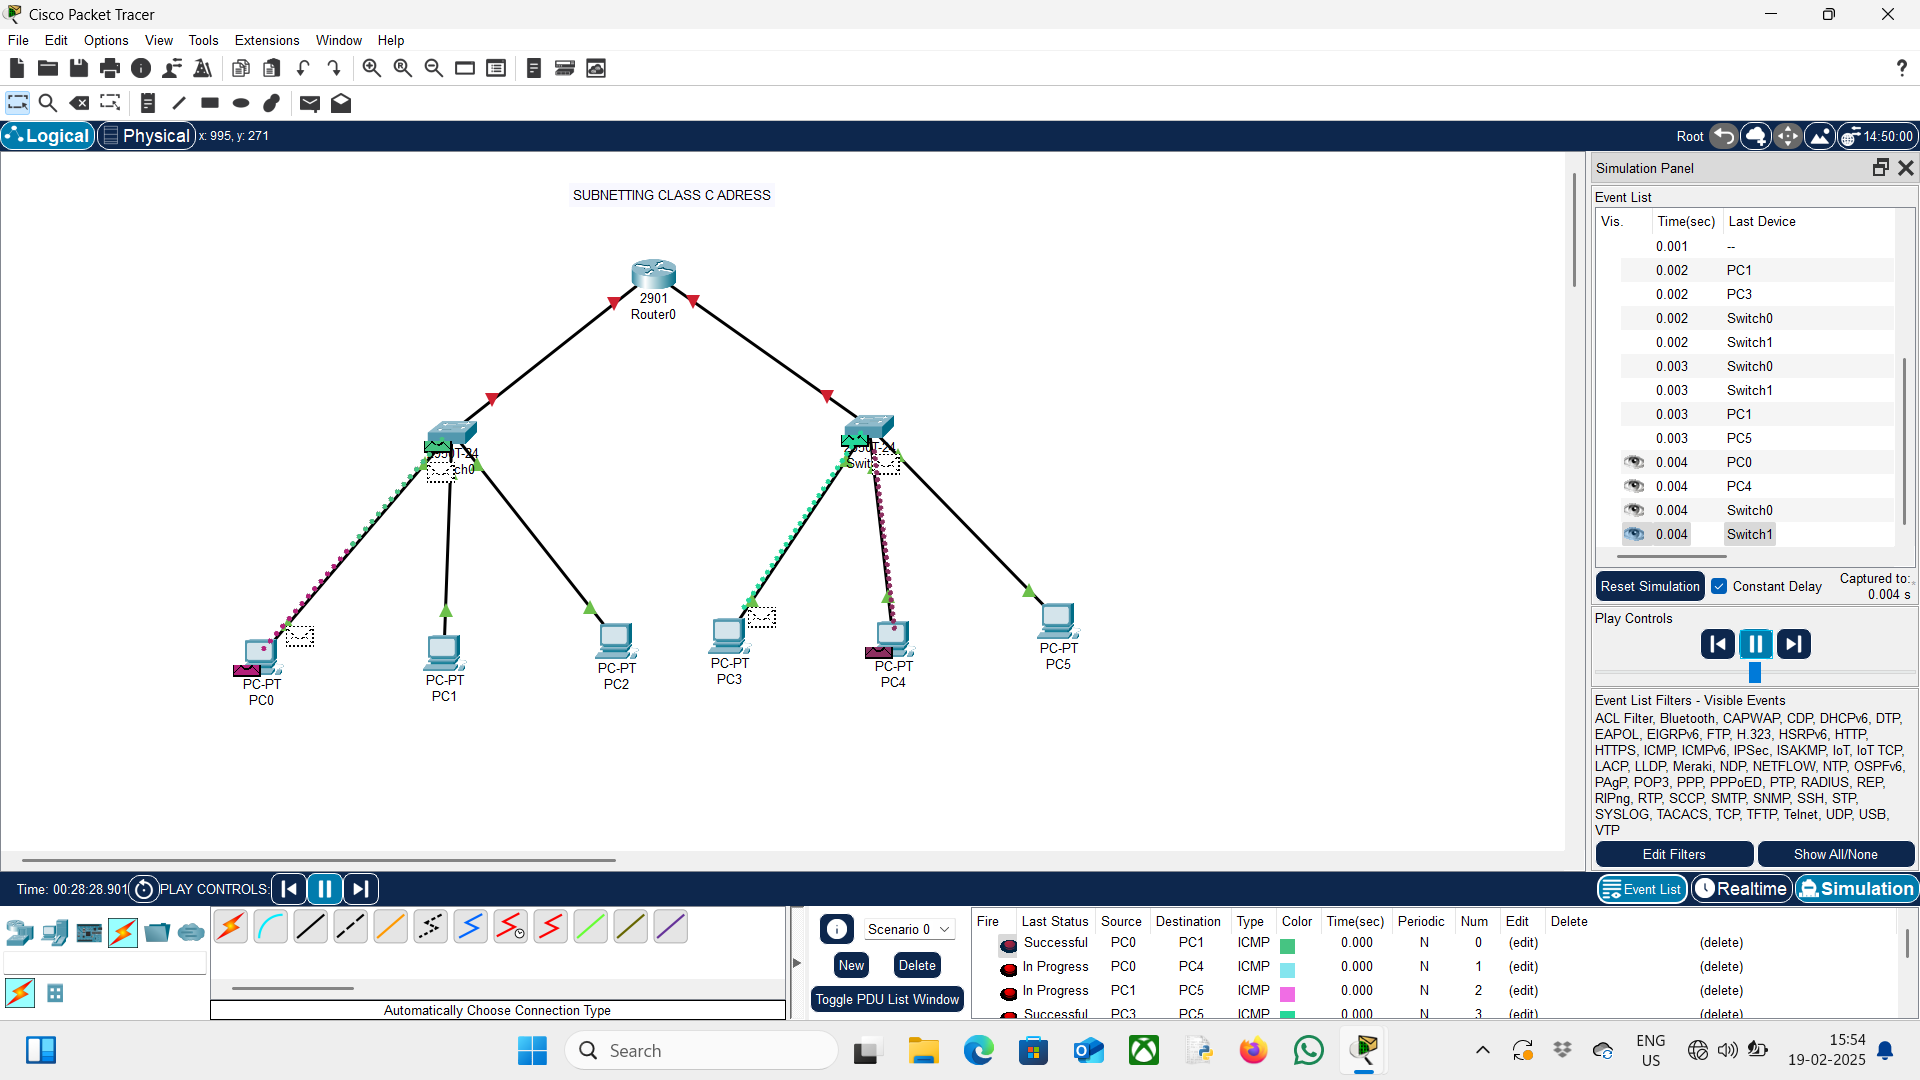 Cisco Packet Tracer
File Edit Options View Tools Extensions Window Help
?
Logical Physical x: 995, y: 271 Root 14:50:00
SUBNETTING CLASS C ADRESS
2901
Router0
PC-PT
PC0
PC-PT
PC1
PC-PT
PC2
PC-PT
PC3
PC-PT
PC4
PC-PT
PC5
Simulation Panel
Event List
Vis. Time(sec) Last Device
0.001 --
0.002 PC1
0.002 PC3
0.002 Switch0
0.002 Switch1
0.003 Switch0
0.003 Switch1
0.003 PC1
0.003 PC5
0.004 PC0
0.004 PC4
0.004 Switch0
0.004 Switch1
Reset Simulation Constant Delay Captured to:
0.004 s
Play Controls
Event List Filters - Visible Events
ACL Filter, Bluetooth, CAPWAP, CDP, DHCPv6, DTP,
EAPOL, EIGRPv6, FTP, H.323, HSRPv6, HTTP,
HTTPS, ICMP, ICMPv6, IPSec, ISAKMP, IoT, IoT TCP,
LACP, LLDP, Meraki, NDP, NETFLOW, NTP, OSPFv6,
PAgP, POP3, PPP, PPPoED, PTP, RADIUS, REP,
RIPng, RTP, SCCP, SMTP, SNMP, SSH, STP,
SYSLOG, TACACS, TCP, TFTP, Telnet, UDP, USB,
VTP
Edit Filters Show All/None
Time: 00:28:28.901 PLAY CONTROLS: Event List Realtime Simulation
Automatically Choose Connection Type
Scenario 0
New Delete
Toggle PDU List Window
Fire Last Status Source Destination Type Color Time(sec) Periodic Num Edit Delete
Successful PC0 PC1 ICMP 0.000 N 0 (edit) (delete)
In Progress PC0 PC4 ICMP 0.000 N 1 (edit) (delete)
In Progress PC1 PC5 ICMP 0.000 N 2 (edit) (delete)
Successful PC3 PC5 ICMP 0.000 N 3 (edit) (delete)
Search
ENG
US
15:54
19-02-2025